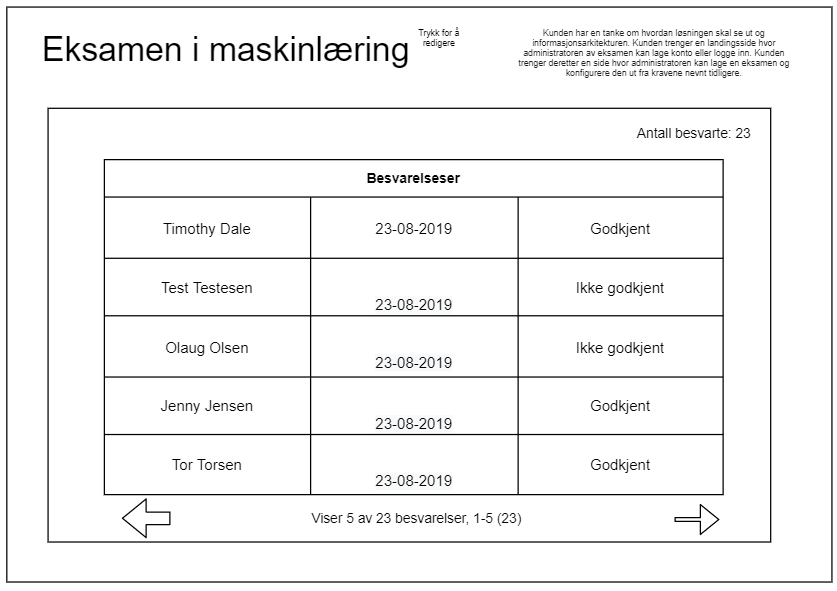 Eksamen i maskinlæring
Trykk for å
redigere
Kunden har en tanke om hvordan løsningen skal se ut og
informasjonsarkitekturen. Kunden trenger en landingsside hvor
administratoren av eksamen kan lage konto eller logge inn. Kunden
trenger deretter en side hvor administratoren kan lage en eksamen og
konfigurere den ut fra kravene nevnt tidligere.
Antall besvarte: 23
Besvarelseser
Timothy Dale 23-08-2019 Godkjent
Test Testesen 23-08-2019 Ikke godkjent
Olaug Olsen 23-08-2019 Ikke godkjent
Jenny Jensen 23-08-2019 Godkjent
Tor Torsen 23-08-2019 Godkjent
Viser 5 av 23 besvarelser, 1-5 (23)